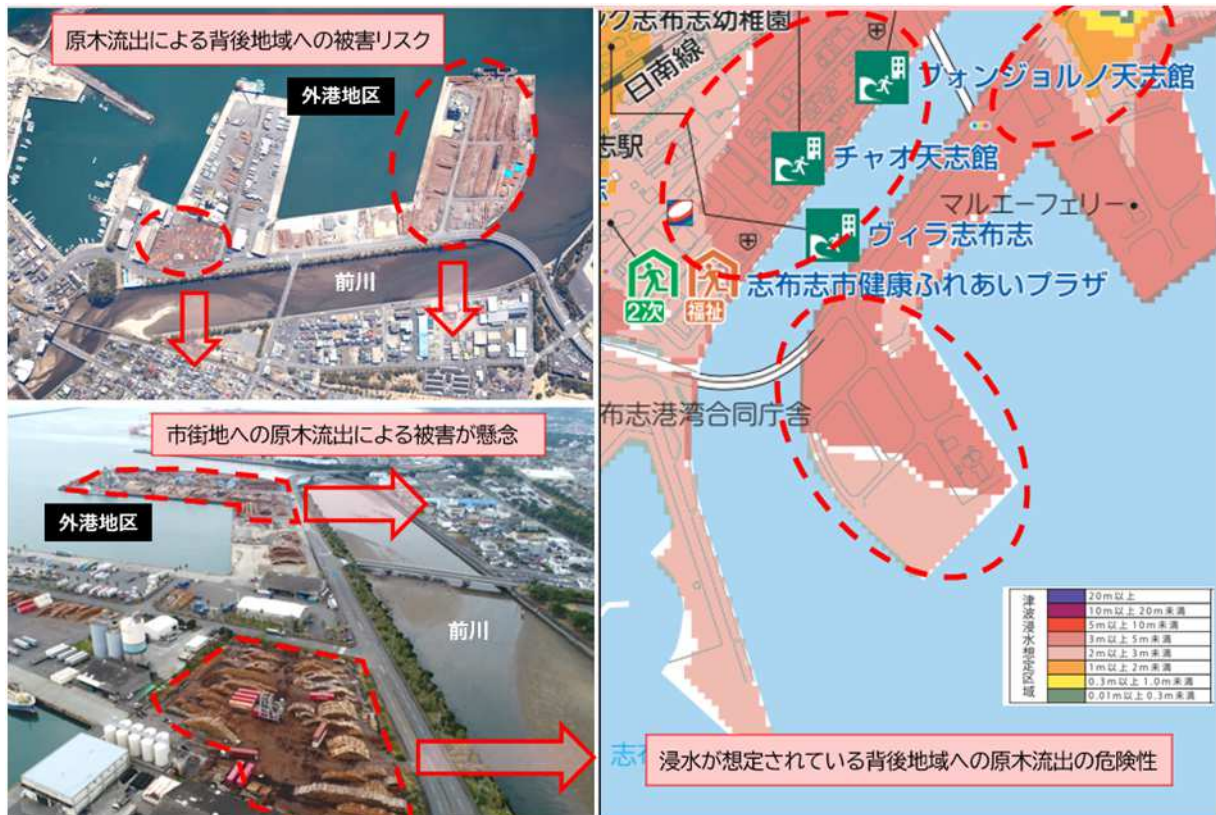 原木流出による背後地域への被害リスク
外港地区
前川
市街地への原木流出による被害が懸念
外港地区
前川
ック志布志幼稚園
日南線
志駅
ヴォンジョルノ天志館
チャオ天志館
マルエーフェリー
ヴィラ志布志
志布志市健康ふれあいプラザ
2次
福祉
布志港湾合同庁舎
津波浸水想定区域
20m以上
10m以上 20m未満
5m以上 10m未満
3m以上 5m未満
2m以上 3m未満
1m以上 2m未満
0.3m以上 1.0m未満
0.01m以上 0.3m未満
浸水が想定されている背後地域への原木流出の危険性